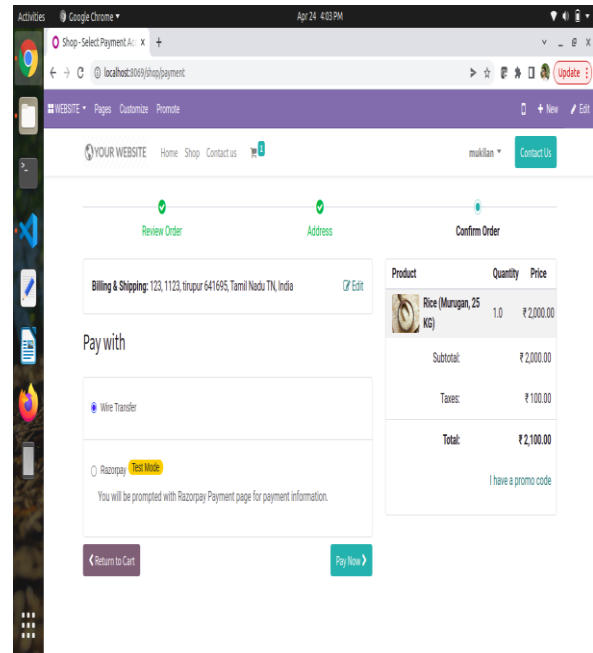 Activities Google Chrome Apr 24 4:03 PM
Shop - Select Payment Ac x +
localhost:8069/shop/payment Update
WEBSITE Pages Customize Promote + New Edit
YOUR WEBSITE Home Shop Contact us 1 mukilan Contact Us
Review Order Address Confirm Order
Billing & Shipping: 123, 1123, tirupur 641695, Tamil Nadu TN, India Edit
Product Quantity Price
Rice (Murugan, 25 KG) 1.0 ₹ 2,000.00
Subtotal: ₹ 2,000.00
Taxes: ₹ 100.00
Total: ₹ 2,100.00
I have a promo code
Pay with
Wire Transfer
Razorpay Test Mode
You will be prompted with Razorpay Payment page for payment information.
Return to Cart Pay Now